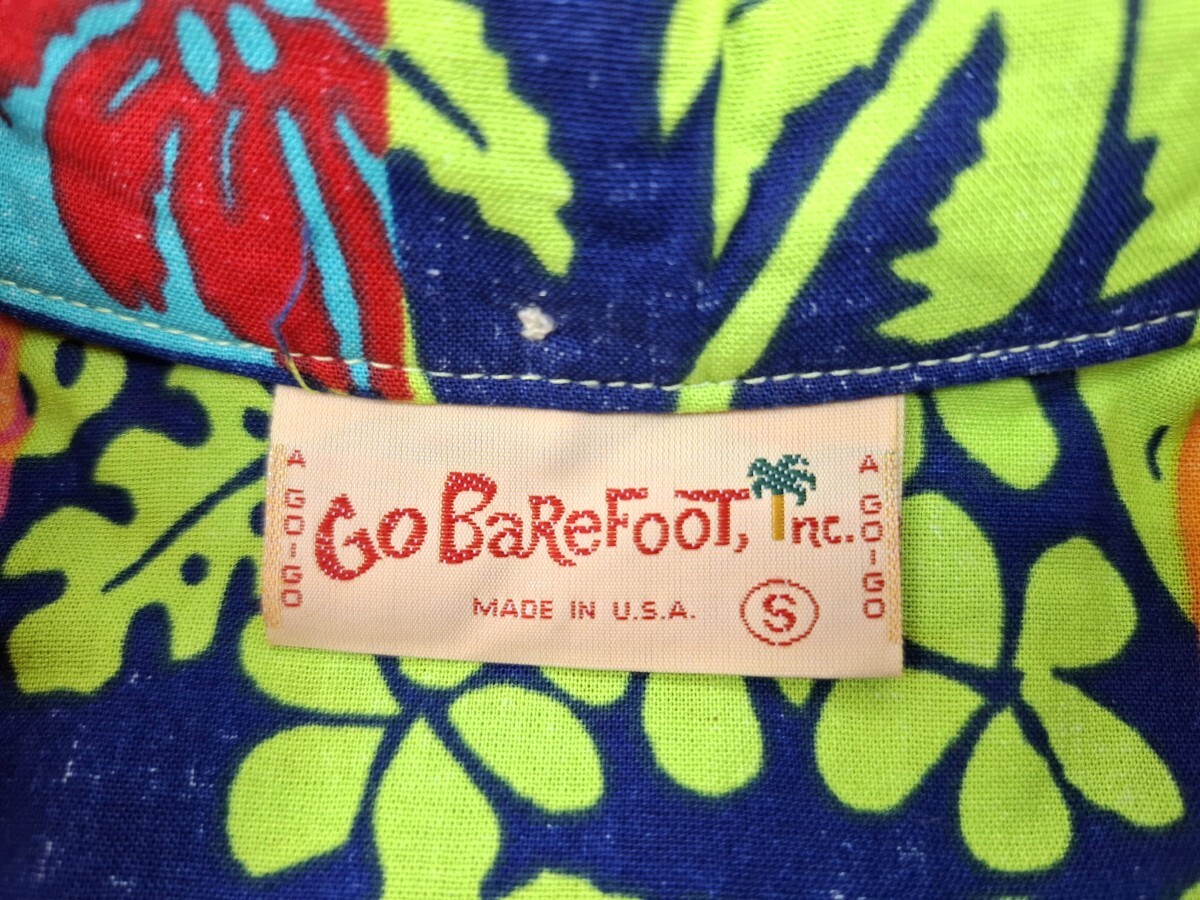 A GO-I-GO
GO BaReFOOT, Inc.
MADE IN U.S.A. S
A GO-I-GO